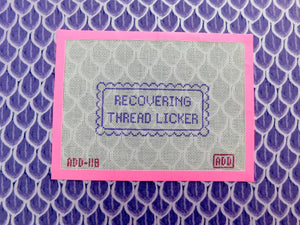 RECOVERING
THREAD LICKER
ADD-118
ADD